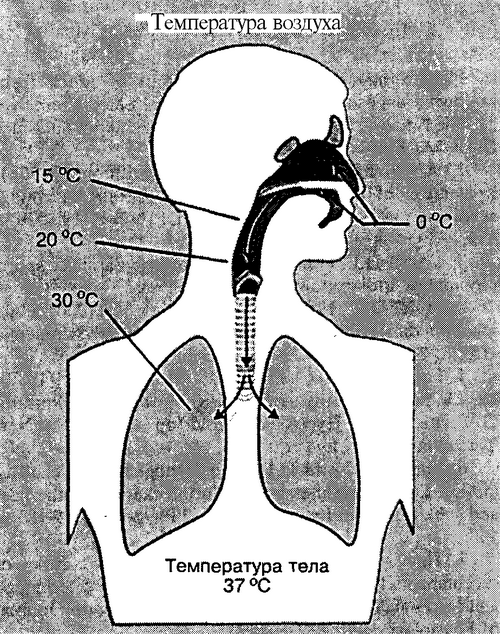 Температура воздуха
15 ºC
0 ºC
20 ºC
30 ºC
Температура тела
37 ºC